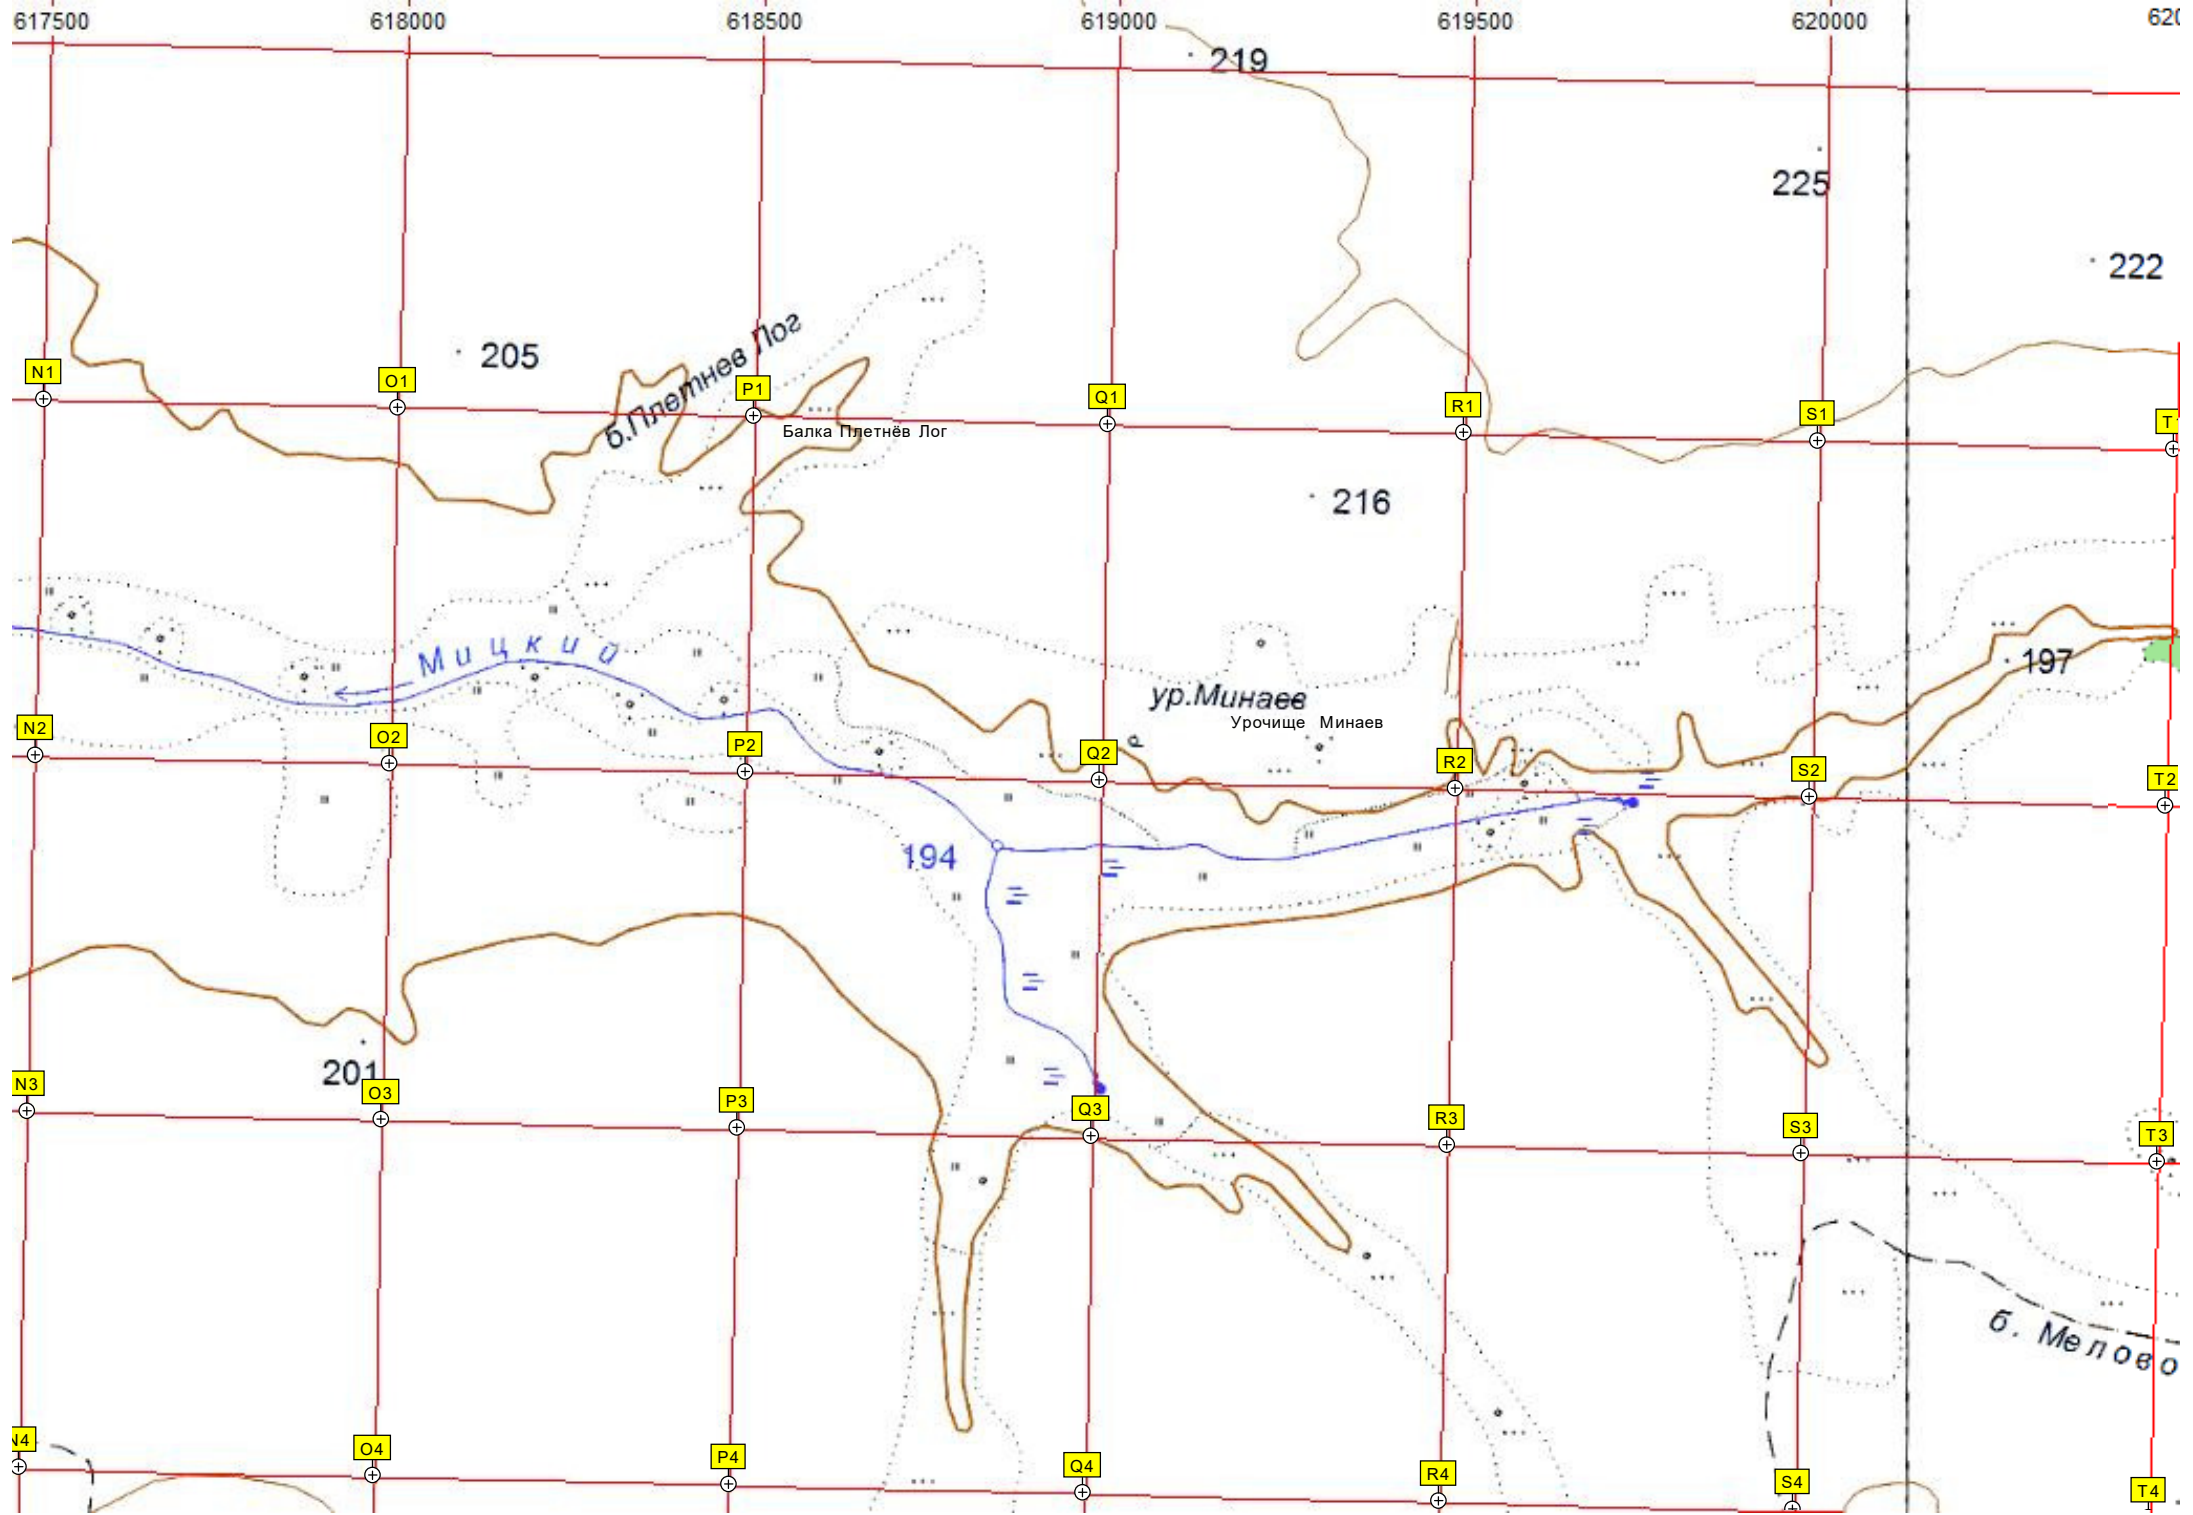 617500 618000 618500 619000 619500 620000
219
225
222
205
б.Плетнев Лог
N1 O1 P1 Q1 R1 S1 T
Балка Плетнёв Лог
216
Мицкий
197
ур.Минаев
Урочище Минаев
Р
N2 O2 P2 Q2 R2 S2 T2
194
201
N3 O3 P3 Q3 R3 S3 T3
б. Мелово
N4 O4 P4 Q4 R4 S4 T4